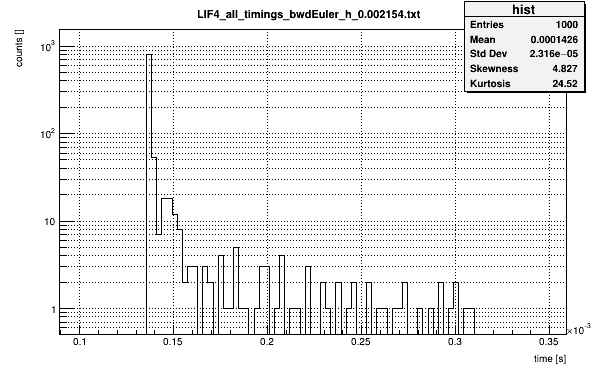 LIF4_all_timings_bwdEuler_h_0.002154.txt
hist
Entries 1000
Mean 0.0001426
Std Dev 2.316e−05
Skewness 4.827
Kurtosis 24.52
counts []
10³
10²
10
1
0.1 0.15 0.2 0.25 0.3 0.35
×10⁻³
time [s]